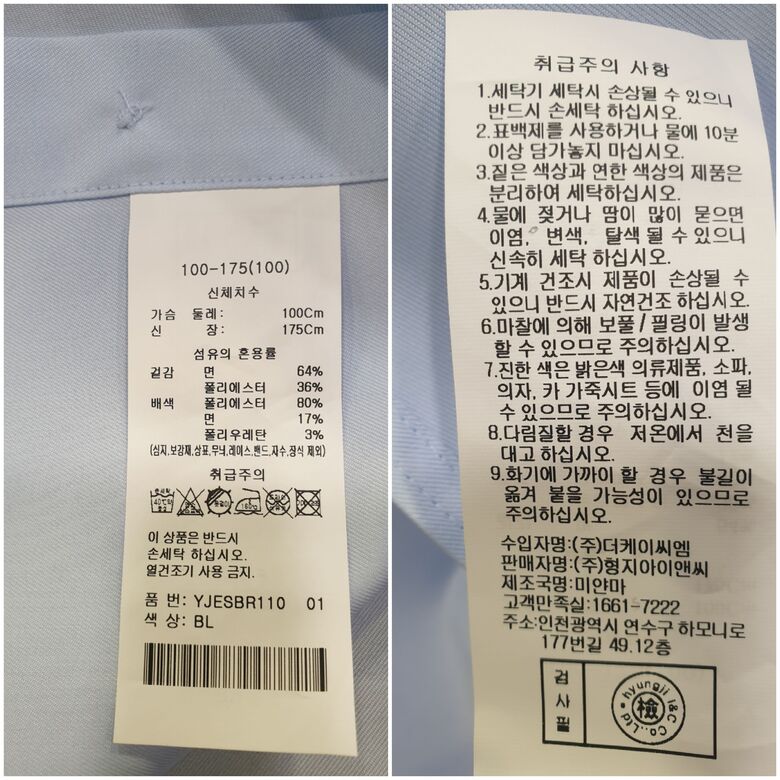 100-175(100)
신체치수
가슴 둘레: 100Cm
신 장: 175Cm
섬유의 혼용률
겉감 면 64%
폴리에스터 36%
배색 폴리에스터 80%
면 17%
폴리우레탄 3%
(심지,보강재,상표,무늬,레이스,밴드,자수,장식 제외)
취급주의
이 상품은 반드시
손세탁 하십시오.
열건조기 사용 금지.
품 번: YJESBR110 01
색 상: BL
취급주의 사항
1.세탁기 세탁시 손상될 수 있으니
반드시 손세탁 하십시오.
2.표백제를 사용하거나 물에 10분
이상 담가놓지 마십시오.
3.짙은 색상과 연한 색상의 제품은
분리하여 세탁하십시오.
4.물에 젖거나 땀이 많이 묻으면
이염, 변색, 탈색 될 수 있으니
신속히 세탁 하십시오.
5.기계 건조시 제품이 손상될 수
있으니 반드시 자연건조 하십시오.
6.마찰에 의해 보풀/필링이 발생
할 수 있으므로 주의하십시오.
7.진한 색은 밝은색 의류제품, 소파,
의자, 카 가죽시트 등에 이염 될
수 있으므로 주의하십시오.
8.다림질할 경우 저온에서 천을
대고 하십시오.
9.화기에 가까이 할 경우 불길이
옮겨 붙을 가능성이 있으므로
주의하십시오.
수입자명:(주)더케이씨엠
판매자명:(주)형지아이앤씨
제조국명:미얀마
고객만족실:1661-7222
주소:인천광역시 연수구 하모니로
177번길 49.12층
검사필
hyungji I&C Co.,Ltd.
檢